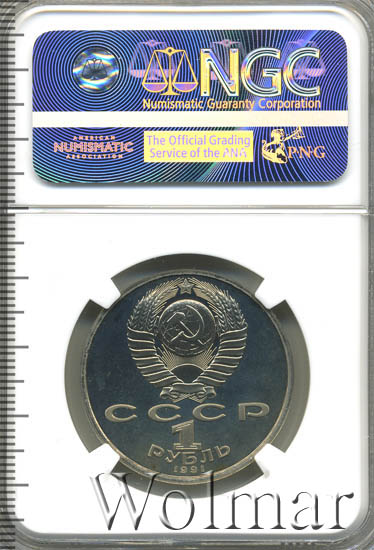 NGC
Numismatic Guaranty Corporation
AMERICAN
NUMISMATIC
ASSOCIATION
The Official Grading
Service of the PNG
PNG
СССР
1
РУБЛЬ
1991
Wolmar